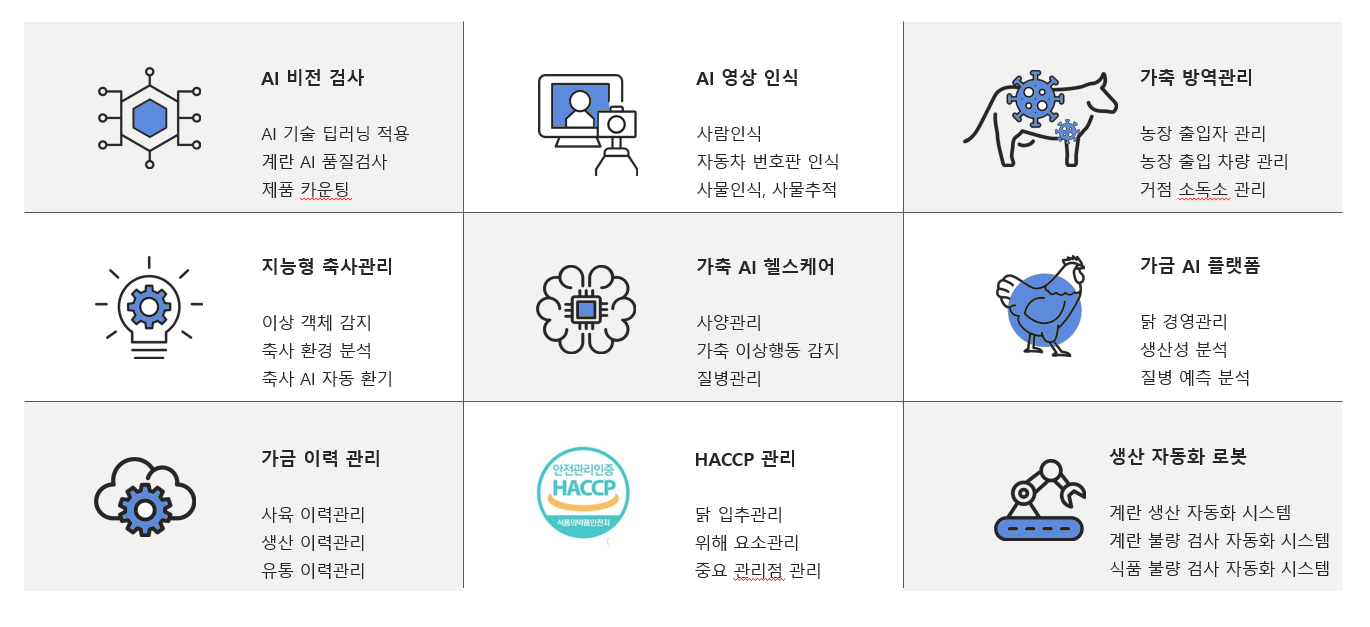 AI 비전 검사
AI 기술 딥러닝 적용
계란 AI 품질검사
제품 카운팅
AI 영상 인식
사람인식
자동차 번호판 인식
사물인식, 사물추적
가축 방역관리
농장 출입자 관리
농장 출입 차량 관리
거점 소독소 관리
지능형 축사관리
이상 객체 감지
축사 환경 분석
축사 AI 자동 환기
가축 AI 헬스케어
사양관리
가축 이상행동 감지
질병관리
가금 AI 플랫폼
닭 경영관리
생산성 분석
질병 예측 분석
가금 이력 관리
사육 이력관리
생산 이력관리
유통 이력관리
안전관리인증
HACCP
식품의약품안전처
HACCP 관리
닭 입추관리
위해 요소관리
중요 관리점 관리
생산 자동화 로봇
계란 생산 자동화 시스템
계란 불량 검사 자동화 시스템
식품 불량 검사 자동화 시스템